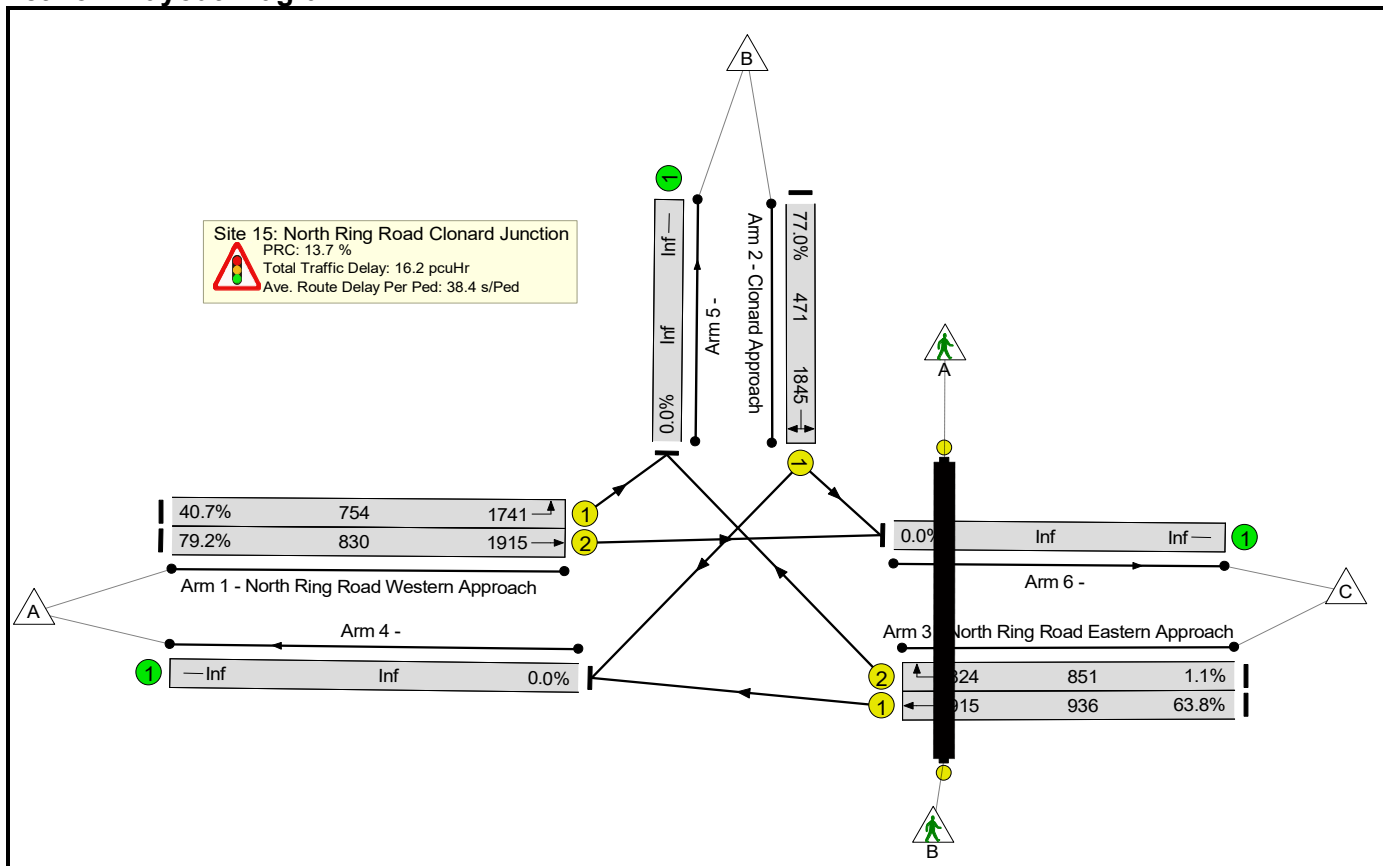 B
Site 15: North Ring Road Clonard Junction
PRC: 13.7 %
Total Traffic Delay: 16.2 pcuHr
Ave. Route Delay Per Ped: 38.4 s/Ped
1
Inf
Inf
0.0%
Arm 5 -
Arm 2 - Clonard Approach
77.0%
471
1845
1
A
40.7% 754 1741 1
79.2% 830 1915 2
Arm 1 - North Ring Road Western Approach
A
0.0% Inf Inf 1
Arm 6 -
C
Arm 4 -
1 Inf Inf 0.0%
Arm 3 North Ring Road Eastern Approach
2 851 1.1%
1 936 63.8%
B